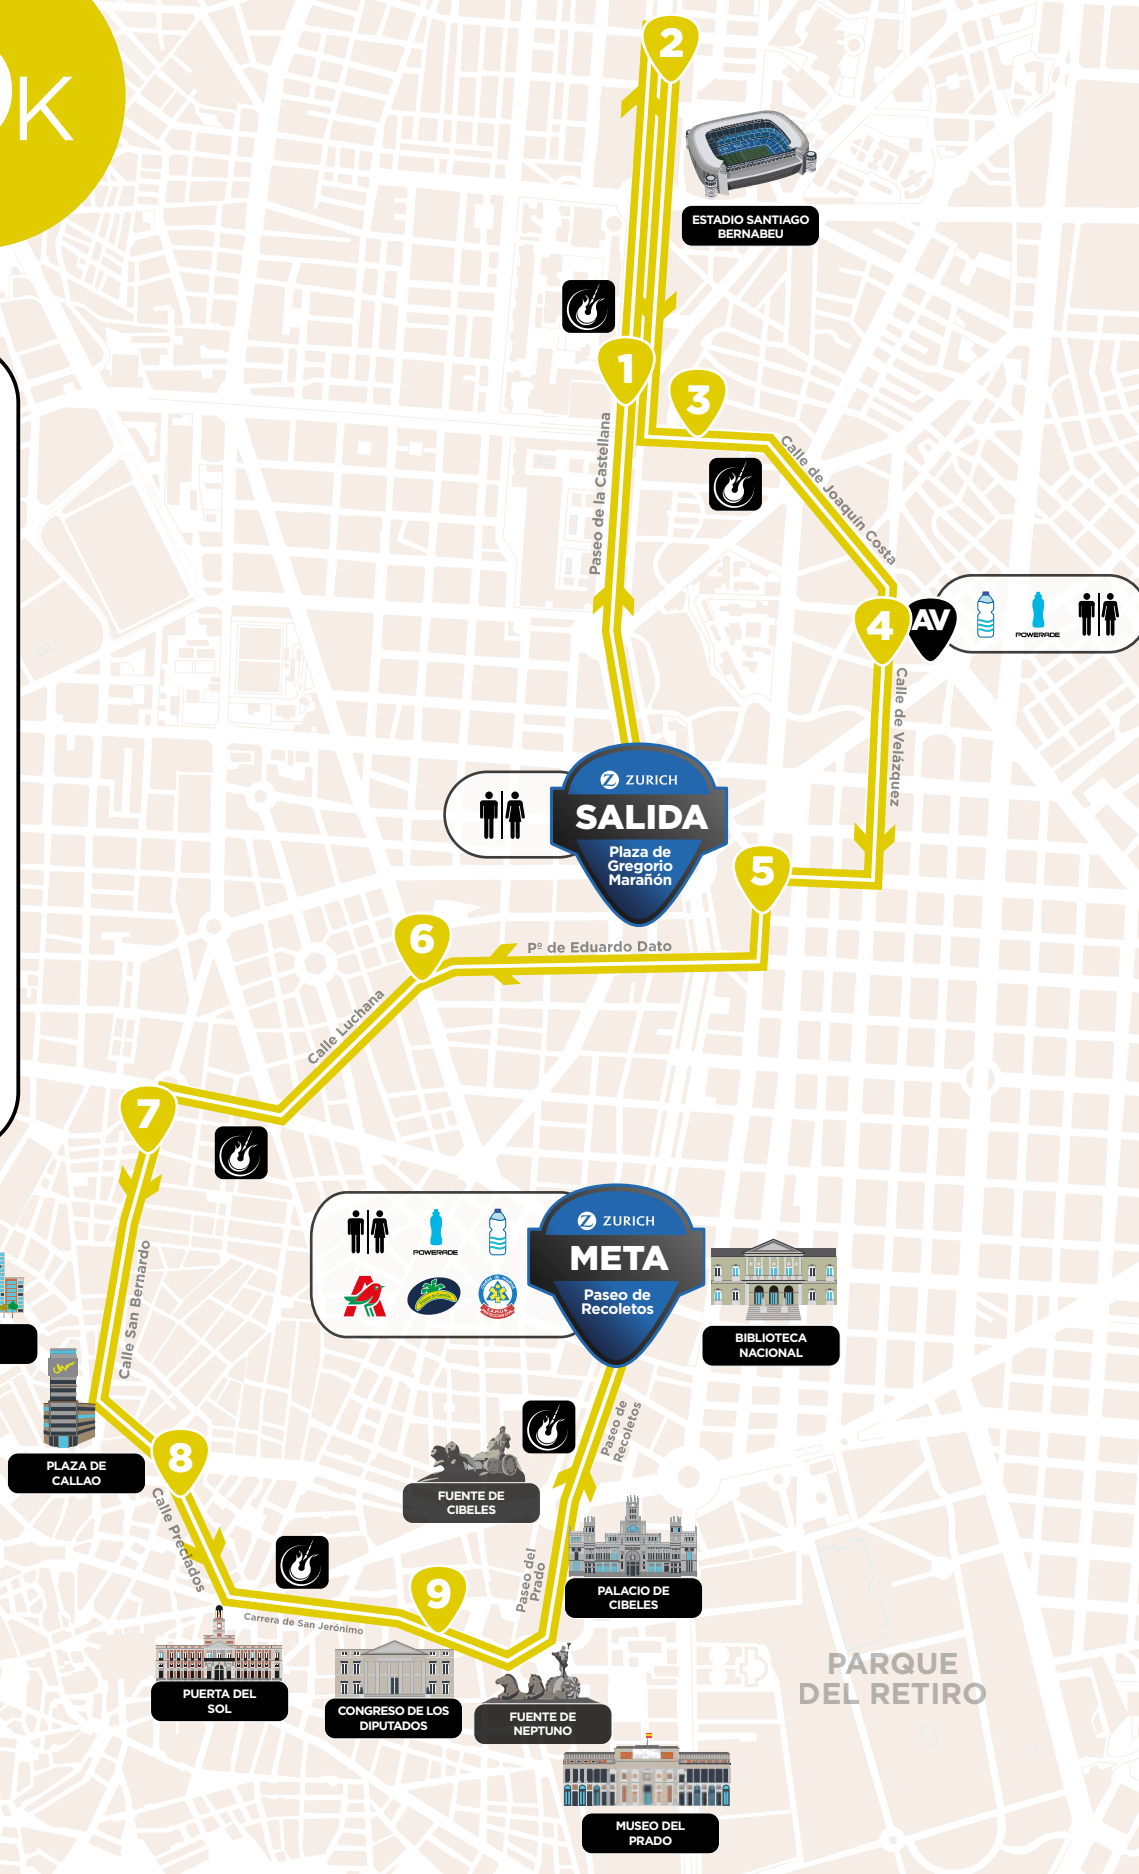 K
2
ESTADIO SANTIAGO
BERNABEU
1
3
Paseo de la Castellana
Calle de Joaquín Costa
4
AV
POWERADE
Calle de Velázquez
ZURICH
SALIDA
Plaza de
Gregorio
Marañón
5
6
Pº de Eduardo Dato
Calle Luchana
7
Calle San Bernardo
POWERADE
ZURICH
META
Paseo de
Recoletos
BIBLIOTECA
NACIONAL
PLAZA DE
CALLAO
8
Calle Preciados
FUENTE DE
CIBELES
Paseo de
Recoletos
PALACIO DE
CIBELES
Paseo del
Prado
9
Carrera de San Jerónimo
PUERTA DEL
SOL
CONGRESO DE LOS
DIPUTADOS
FUENTE DE
NEPTUNO
MUSEO DEL
PRADO
PARQUE
DEL RETIRO